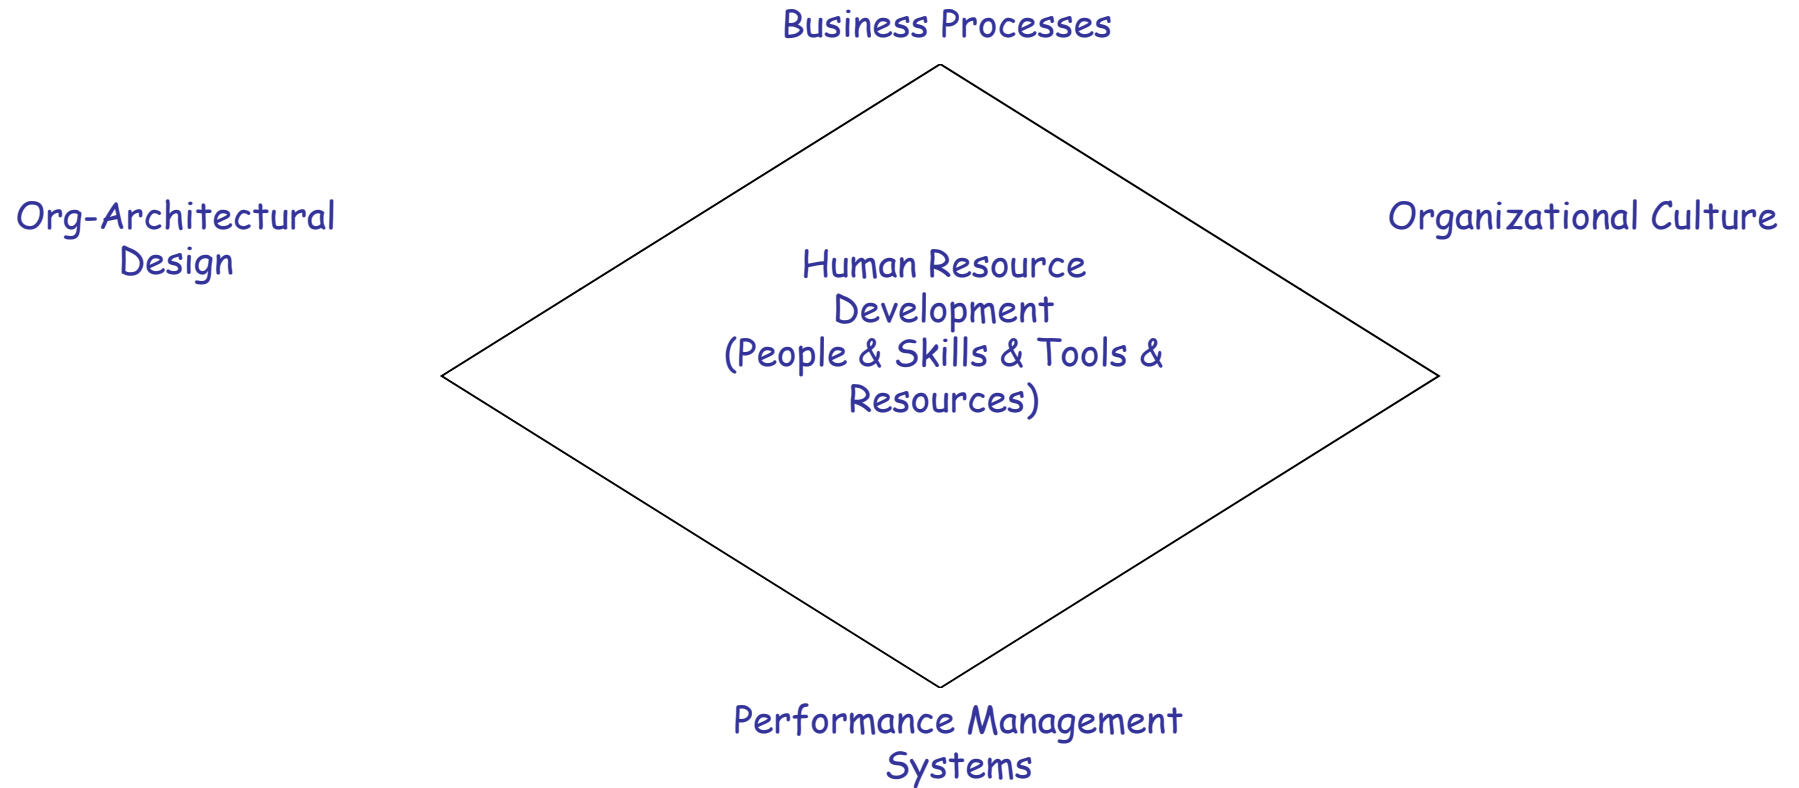 Business Processes
Org-Architectural
Design
Organizational Culture
Human Resource
Development
(People & Skills & Tools &
Resources)
Performance Management
Systems